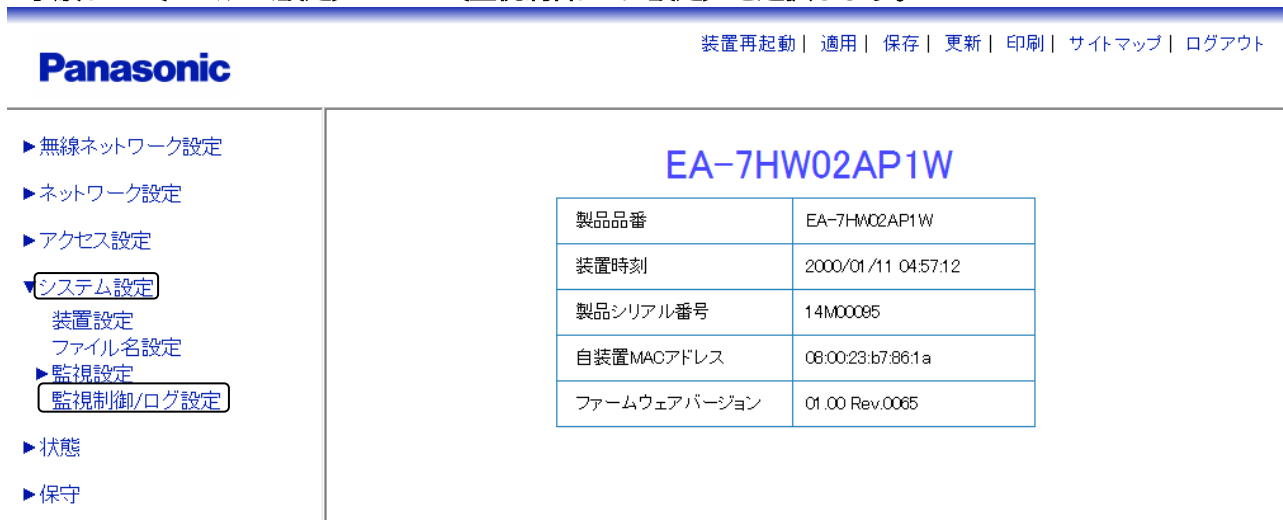 装置再起動| 適用| 保存| 更新| 印刷| サイトマップ| ログアウト
Panasonic
▶無線ネットワーク設定
▶ネットワーク設定
▶アクセス設定
▼システム設定
装置設定
ファイル名設定
▶監視設定
監視制御/ログ設定
▶状態
▶保守
EA-7HW02AP1W
製品品番 EA-7HW02AP1W
装置時刻 2000/01/11 04:57:12
製品シリアル番号 14M00095
自装置MACアドレス 08:00:23:b7:86:1a
ファームウェアバージョン 01.00 Rev.0065